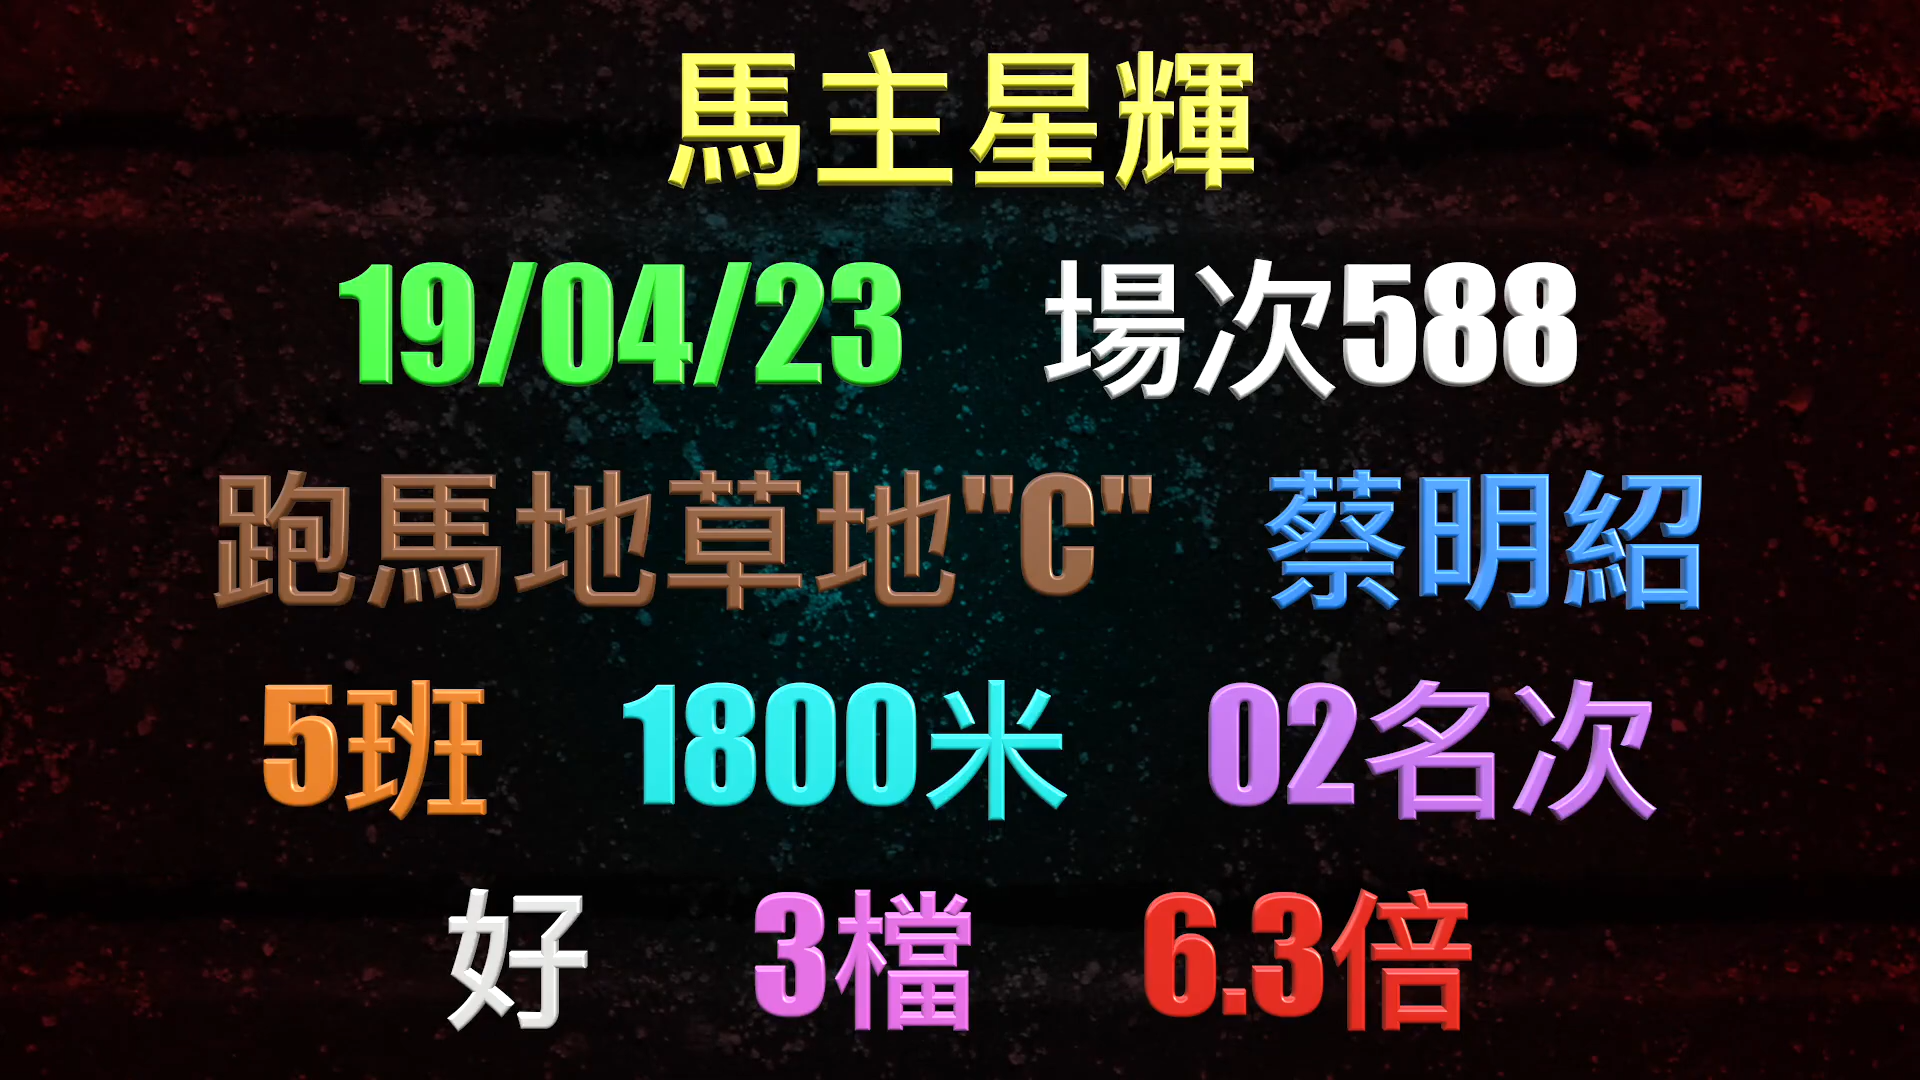 馬主星輝
19/04/23 場次588
跑馬地草地"C" 蔡明紹
5班 1800米 02名次
好 3檔 6.3倍